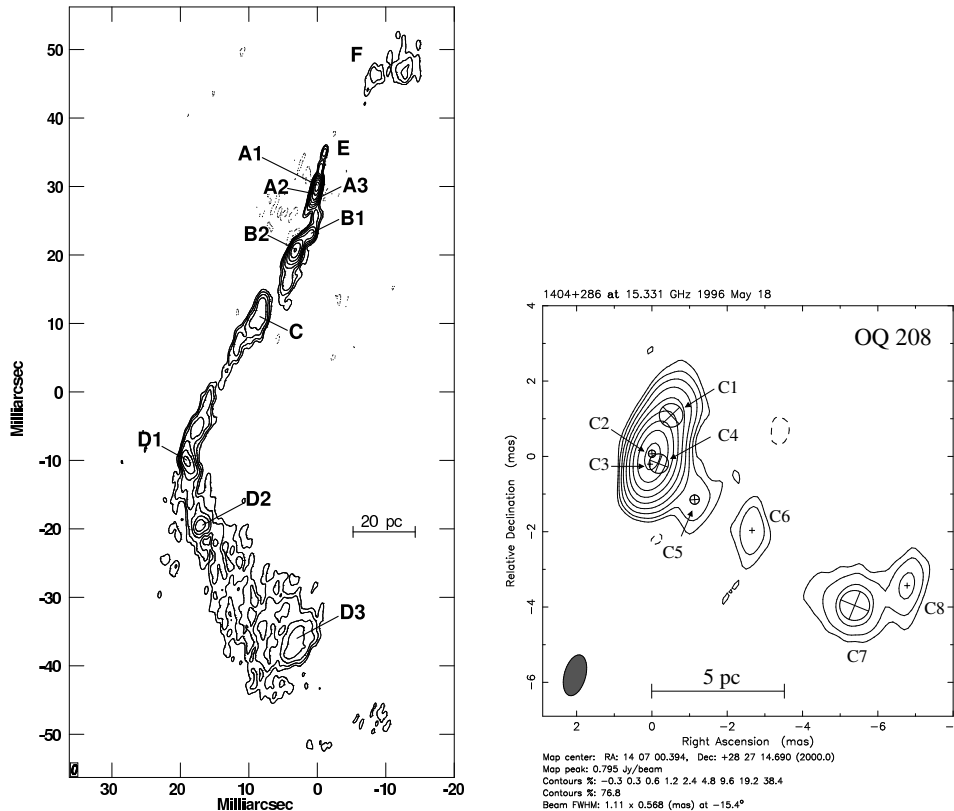 50
40
30
20
10
0
-10
-20
-30
-40
-50
30
20
10
0
-10
-20
Milliarcsec
Milliarcsec
F
E
A1
A2
A3
B1
B2
C
D1
D2
D3
20 pc
1404+286 at 15.331 GHz 1996 May 18
OQ 208
4
2
0
-2
-4
-6
2
0
-2
-4
-6
-8
Relative Declination (mas)
Right Ascension (mas)
C1
C2
C4
C3
C5
C6
C7
C8
5 pc
Map center: RA: 14 07 00.394, Dec: +28 27 14.690 (2000.0)
Map peak: 0.795 Jy/beam
Contours %: -0.3 0.3 0.6 1.2 2.4 4.8 9.6 19.2 38.4
Contours %: 76.8
Beam FWHM: 1.11 x 0.568 (mas) at -15.4°